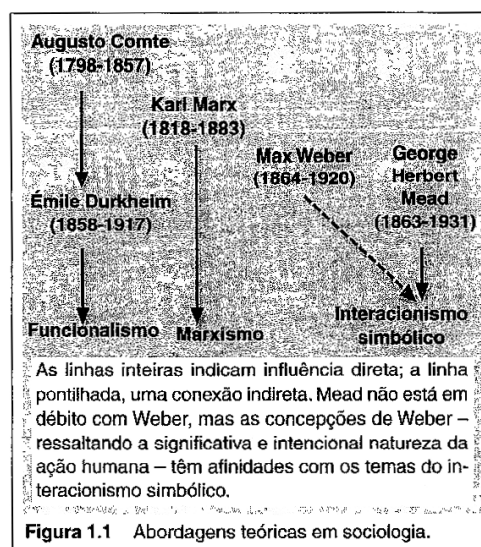 Augusto Comte
(1798-1857)
Karl Marx
(1818-1883)
Max Weber
(1864-1920)
George
Herbert
Mead
(1863-1931)
Émile Durkheim
(1858-1917)
Funcionalismo
Marxismo
Interacionismo
simbólico
As linhas inteiras indicam influência direta; a linha
pontilhada, uma conexão indireta. Mead não está em
débito com Weber, mas as concepções de Weber –
ressaltando a significativa e intencional natureza da
ação humana – têm afinidades com os temas do in-
teracionismo simbólico.
Figura 1.1 Abordagens teóricas em sociologia.